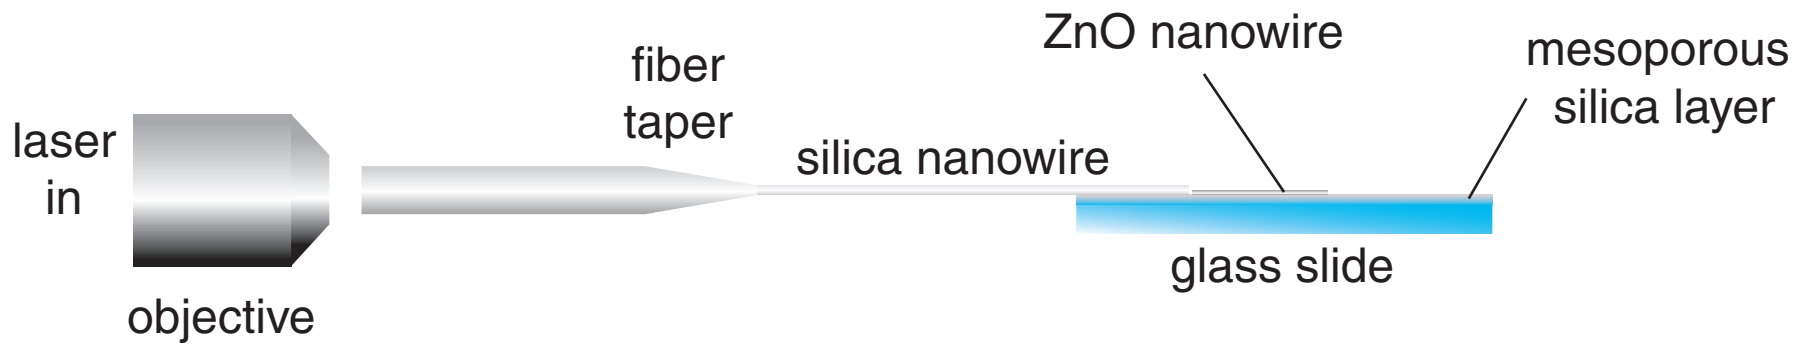 laser
in
objective
fiber
taper
silica nanowire
ZnO nanowire
mesoporous
silica layer
glass slide